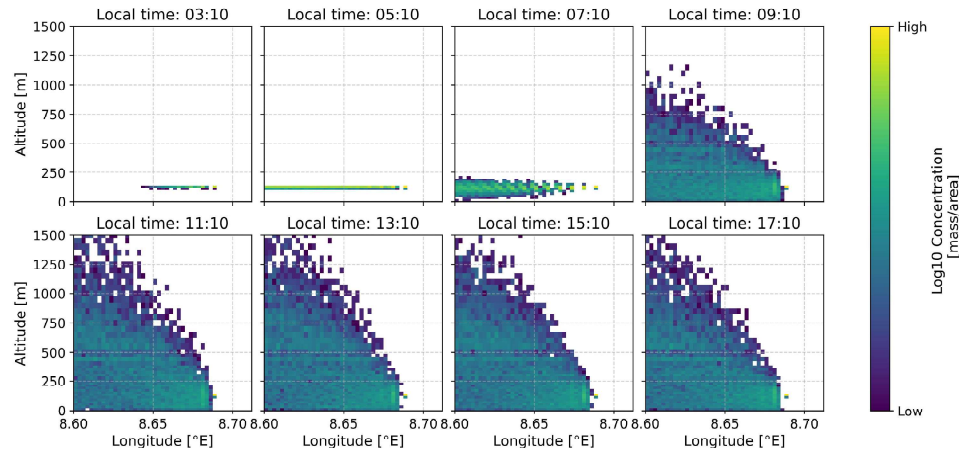 Local time: 03:10
Local time: 05:10
Local time: 07:10
Local time: 09:10
1500
1250
1000
750
500
250
0
Altitude [m]
Local time: 11:10
Local time: 13:10
Local time: 15:10
Local time: 17:10
1500
1250
1000
750
500
250
0
Altitude [m]
8.60 8.65 8.70
8.60 8.65 8.70
8.60 8.65 8.70
8.60 8.65 8.70
Longitude [°E]
Longitude [°E]
Longitude [°E]
Longitude [°E]
High
Low
Log10 Concentration
[mass/area]